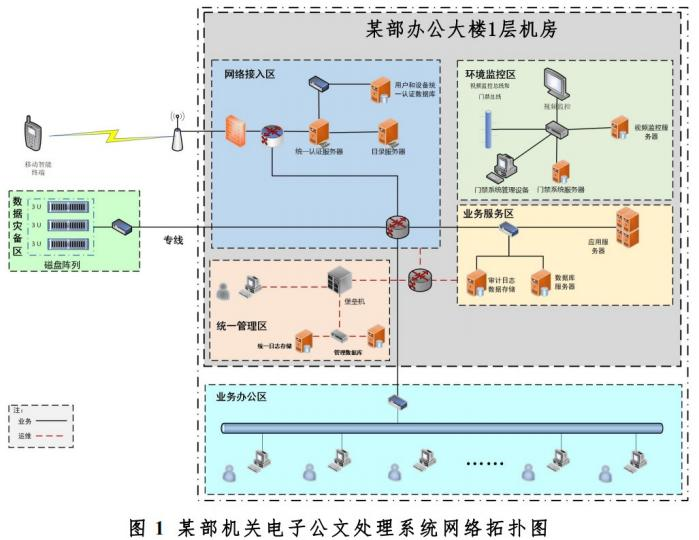 某部办公大楼1层机房
网络接入区
用户和设备统
一认证数据库
统一认证服务器
目录服务器
环境监控区
视频监控总线和
门禁总线
视频监控
视频监控服
务器
门禁系统管理设备
门禁系统服务器
移动智能
终端
数据灾备区
3 U
3 U
3 U
磁盘阵列
专线
业务服务区
应用服
务器
审计日志
数据存储
数据库
服务器
堡垒机
统一管理区
统一日志存储
管理数据库
业务办公区
注:
业务
运维
······
图 1 某部机关电子公文处理系统网络拓扑图